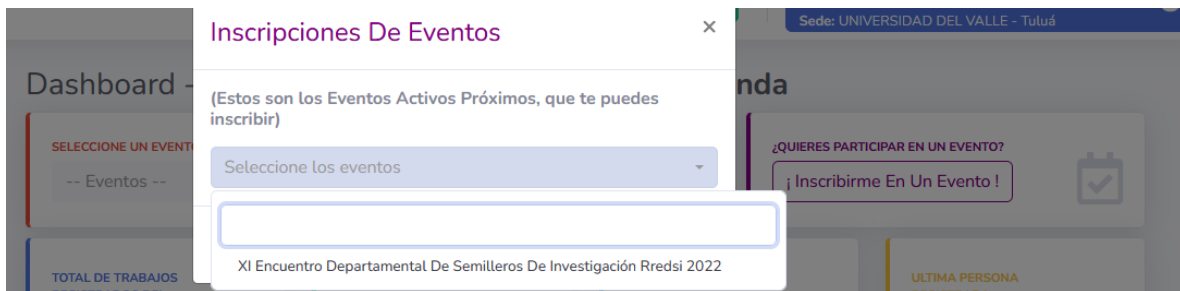 Sede: UNIVERSIDAD DEL VALLE - Tuluá
Inscripciones De Eventos
×
Dashboard -
nda
(Estos son los Eventos Activos Próximos, que te puedes
inscribir)
SELECCIONE UN EVENT
¿QUIERES PARTICIPAR EN UN EVENTO?
Seleccione los eventos
-- Eventos --
¡ Inscribirme En Un Evento !
XI Encuentro Departamental De Semilleros De Investigación Rredsi 2022
TOTAL DE TRABAJOS
ULTIMA PERSONA